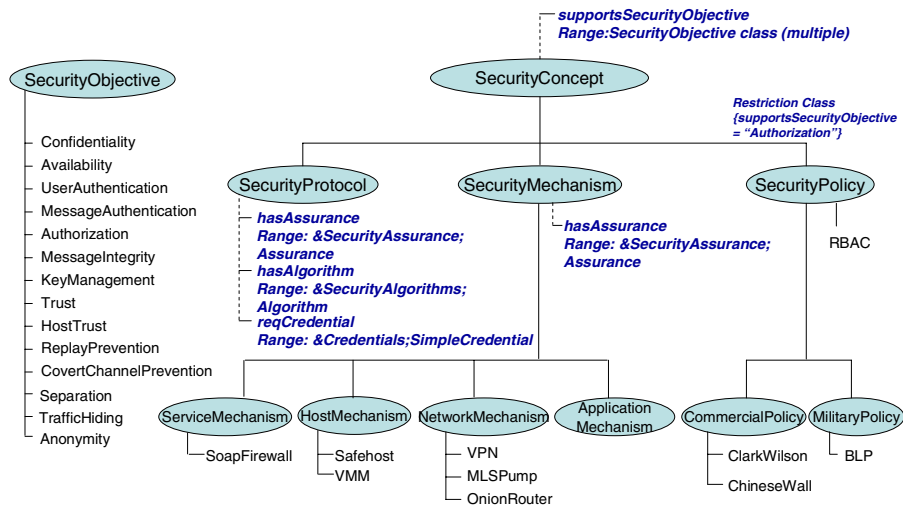 supportsSecurityObjective
Range:SecurityObjective class (multiple)
SecurityObjective
SecurityConcept
Restriction Class
{supportsSecurityObjective
= “Authorization”}
Confidentiality
Availability
UserAuthentication
MessageAuthentication
Authorization
MessageIntegrity
KeyManagement
Trust
HostTrust
ReplayPrevention
CovertChannelPrevention
Separation
TrafficHiding
Anonymity
SecurityProtocol
hasAssurance
Range: &SecurityAssurance;
Assurance
hasAlgorithm
Range: &SecurityAlgorithms;
Algorithm
reqCredential
Range: &Credentials;SimpleCredential
SecurityMechanism
hasAssurance
Range: &SecurityAssurance;
Assurance
SecurityPolicy
RBAC
ServiceMechanism
SoapFirewall
HostMechanism
Safehost
VMM
NetworkMechanism
VPN
MLSPump
OnionRouter
Application
Mechanism
CommercialPolicy
ClarkWilson
ChineseWall
MilitaryPolicy
BLP